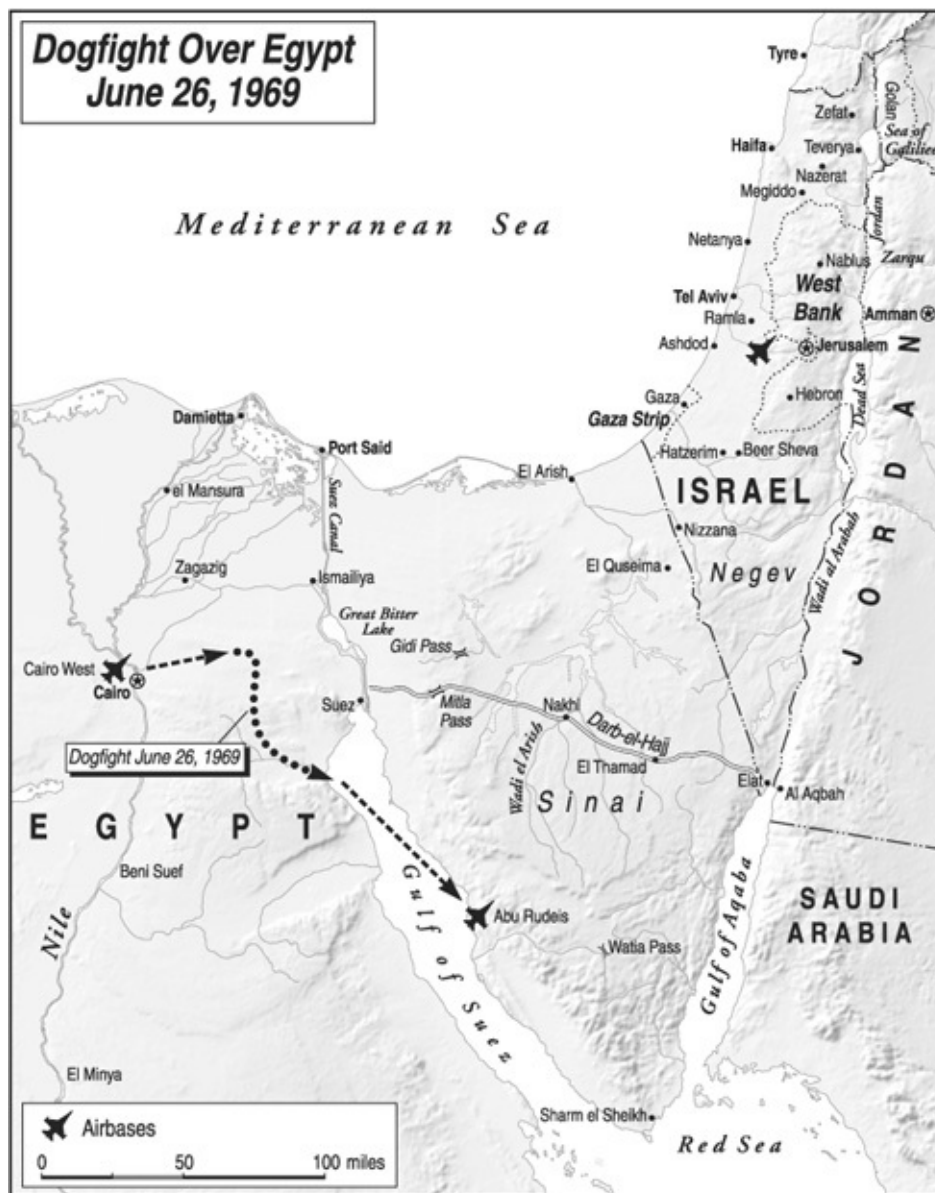 Dogfight Over Egypt
June 26, 1969
Tyre
Golan
Zefat
Sea of
Galiliee
Haifa
Teverya
Nazerat
Megiddo
Mediterranean Sea
Jordan
Netanya
Nablus
Zarqu
West
Bank
Tel Aviv
Ramla
Amman
Ashdod
Jerusalem
Dead Sea
Gaza
Hebron
Gaza Strip
Damietta
Port Said
Hatzerim
Beer Sheva
El Arish
ISRAEL
JORDAN
el Mansura
Suez Canal
Nizzana
Wadi al Arabah
Zagazig
Ismailiya
El Quseima
Negev
Great Bitter
Lake
Gidi Pass
Cairo West
Cairo
Suez
Mitla
Pass
Nakhl
Darb-el-Hajj
Dogfight June 26, 1969
Wadi el Arish
El Thamad
Elat
Al Aqbah
Sinai
EGYPT
Beni Suef
Gulf of Suez
Gulf of Aqaba
SAUDI
ARABIA
Nile
Abu Rudeis
Watia Pass
El Minya
Sharm el Sheikh
Red Sea
Airbases
0 50 100 miles